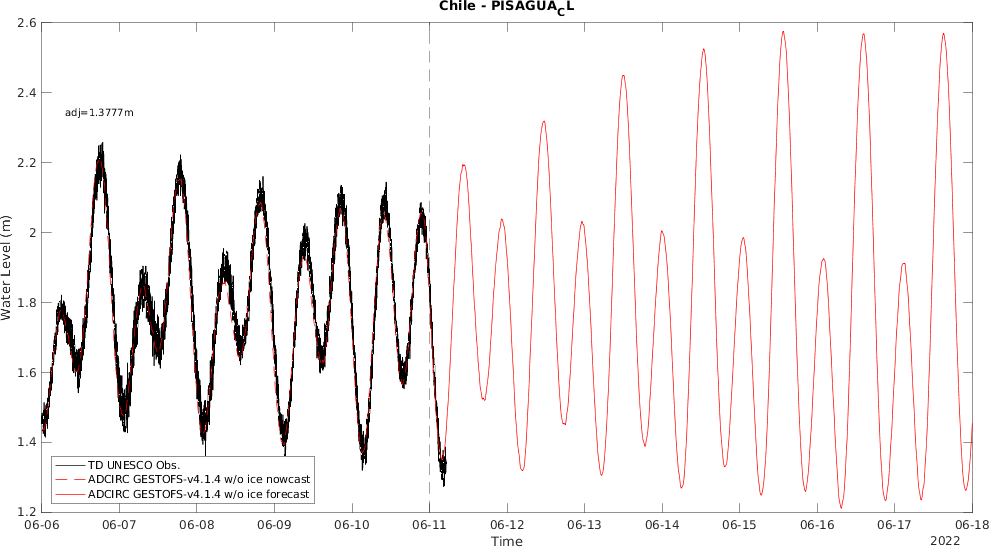 Chile - PISAGUA_CL
2.6
2.4
2.2
2
1.8
1.6
1.4
1.2
Water Level (m)
adj=1.3777m
TD UNESCO Obs.
ADCIRC GESTOFS-v4.1.4 w/o ice nowcast
ADCIRC GESTOFS-v4.1.4 w/o ice forecast
06-06 06-07 06-08 06-09 06-10 06-11 06-12 06-13 06-14 06-15 06-16 06-17 06-18
Time
2022